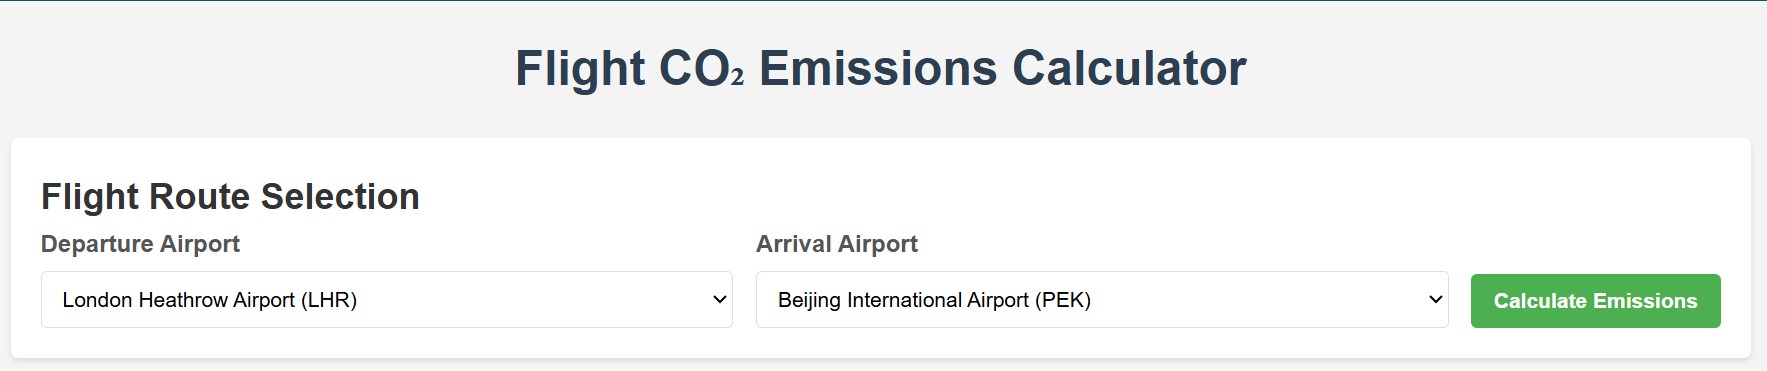 Flight CO₂ Emissions Calculator
Flight Route Selection
Departure Airport
Arrival Airport
London Heathrow Airport (LHR)
Beijing International Airport (PEK)
Calculate Emissions